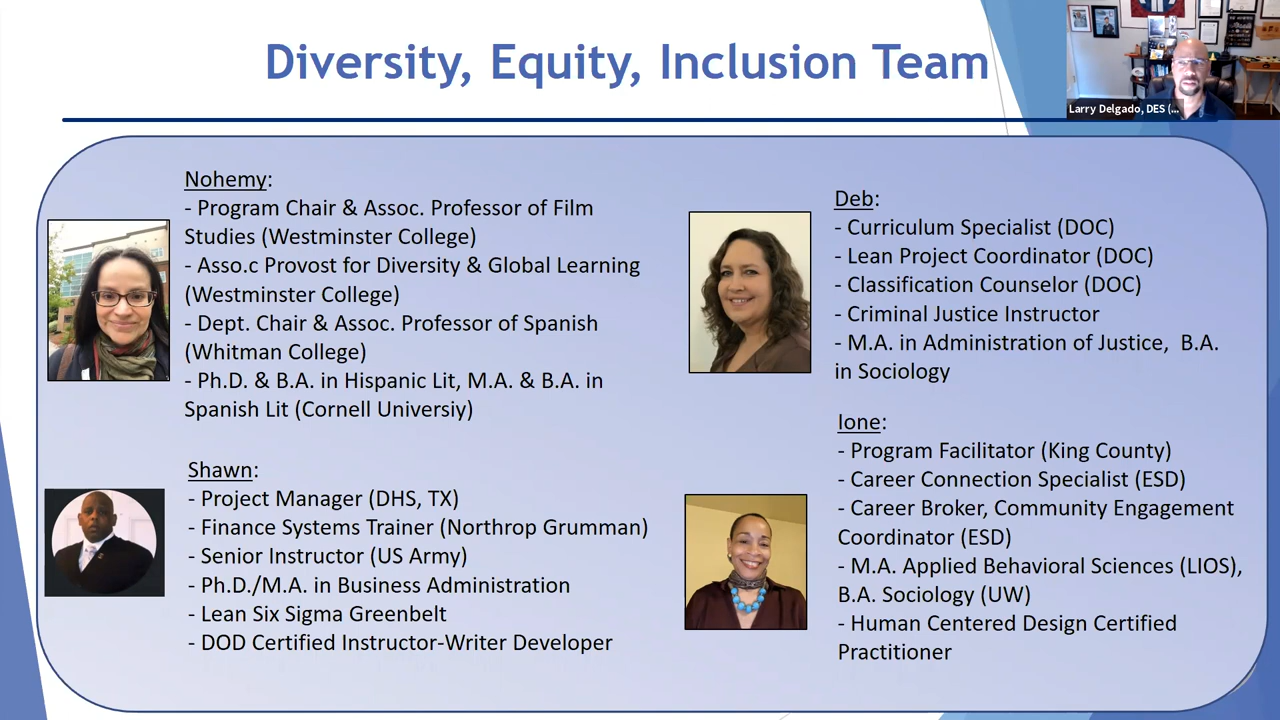 Diversity, Equity, Inclusion Team
Larry Delgado, DES (...
Nohemy:
- Program Chair & Assoc. Professor of Film
Studies (Westminster College)
- Asso.c Provost for Diversity & Global Learning
(Westminster College)
- Dept. Chair & Assoc. Professor of Spanish
(Whitman College)
- Ph.D. & B.A. in Hispanic Lit, M.A. & B.A. in
Spanish Lit (Cornell Universiy)
Shawn:
- Project Manager (DHS, TX)
- Finance Systems Trainer (Northrop Grumman)
- Senior Instructor (US Army)
- Ph.D./M.A. in Business Administration
- Lean Six Sigma Greenbelt
- DOD Certified Instructor-Writer Developer
Deb:
- Curriculum Specialist (DOC)
- Lean Project Coordinator (DOC)
- Classification Counselor (DOC)
- Criminal Justice Instructor
- M.A. in Administration of Justice,  B.A.
in Sociology
Ione:
- Program Facilitator (King County)
- Career Connection Specialist (ESD)
- Career Broker, Community Engagement
Coordinator (ESD)
- M.A. Applied Behavioral Sciences (LIOS),
B.A. Sociology (UW)
- Human Centered Design Certified
Practitioner